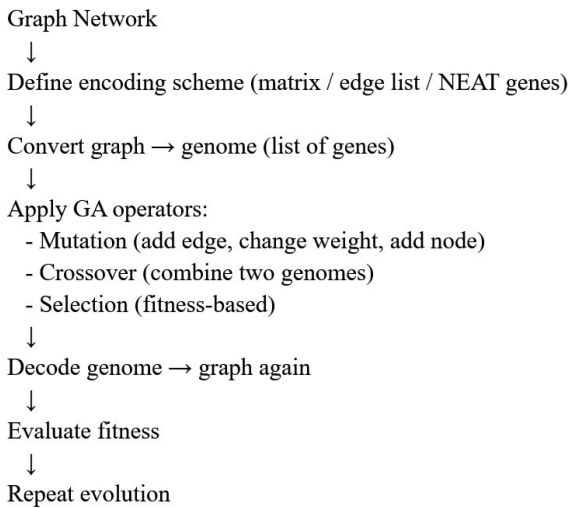 Graph Network
↓
Define encoding scheme (matrix / edge list / NEAT genes)
↓
Convert graph → genome (list of genes)
↓
Apply GA operators:
- Mutation (add edge, change weight, add node)
- Crossover (combine two genomes)
- Selection (fitness-based)
↓
Decode genome → graph again
↓
Evaluate fitness
↓
Repeat evolution